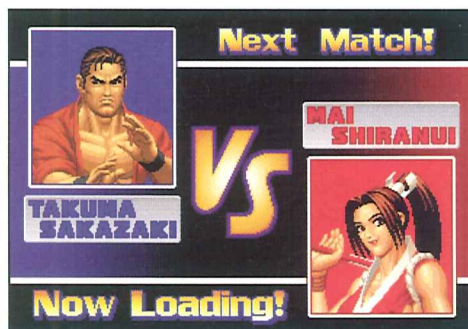 Next Match!
MAI
SHIRANUI
VS
TAKUMA
SAKAZAKI
Now Loading!